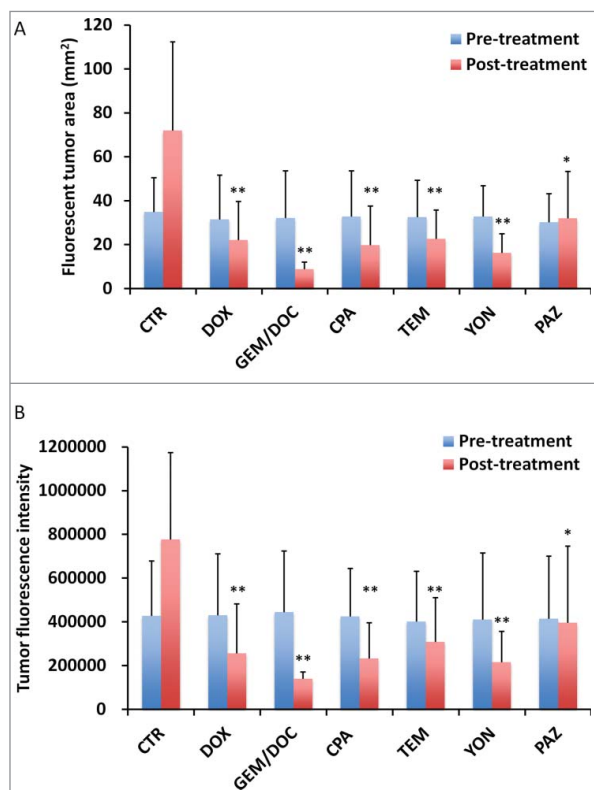 A
120
100
80
60
40
20
0
Fluorescent tumor area (mm²)
Pre-treatment
Post-treatment
**
**
**
**
**
*
CTR
DOX
GEM/DOC
CPA
TEM
YON
PAZ
B
1200000
1000000
800000
600000
400000
200000
0
Tumor fluorescence intensity
Pre-treatment
Post-treatment
**
**
**
**
**
*
CTR
DOX
GEM/DOC
CPA
TEM
YON
PAZ